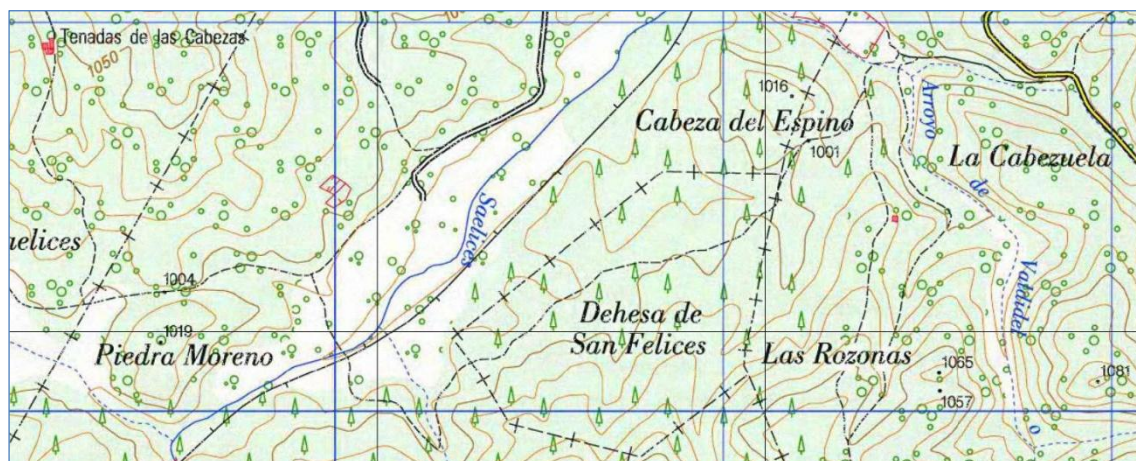 Tenadas de las Cabezas
1050
1016
Cabeza del Espino
1001
Arroyo
La Cabezuela
de
Saelices
uelices
1004
Valdidel
Dehesa de
San Felices
1019
Piedra Moreno
Las Rozonas
1065
1081
1057
o